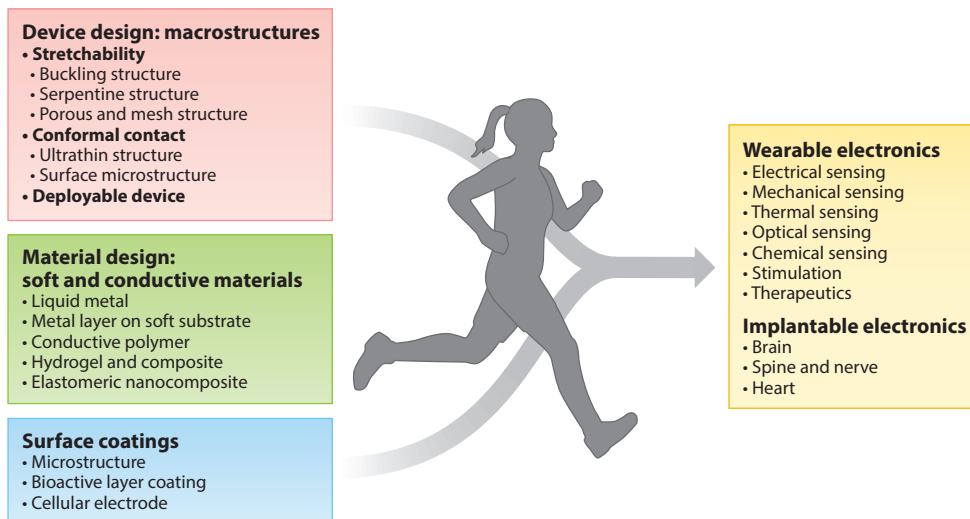 Device design: macrostructures
• Stretchability
• Buckling structure
• Serpentine structure
• Porous and mesh structure
• Conformal contact
• Ultrathin structure
• Surface microstructure
• Deployable device
Material design:
soft and conductive materials
• Liquid metal
• Metal layer on soft substrate
• Conductive polymer
• Hydrogel and composite
• Elastomeric nanocomposite
Surface coatings
• Microstructure
• Bioactive layer coating
• Cellular electrode
Wearable electronics
• Electrical sensing
• Mechanical sensing
• Thermal sensing
• Optical sensing
• Chemical sensing
• Stimulation
• Therapeutics
Implantable electronics
• Brain
• Spine and nerve
• Heart